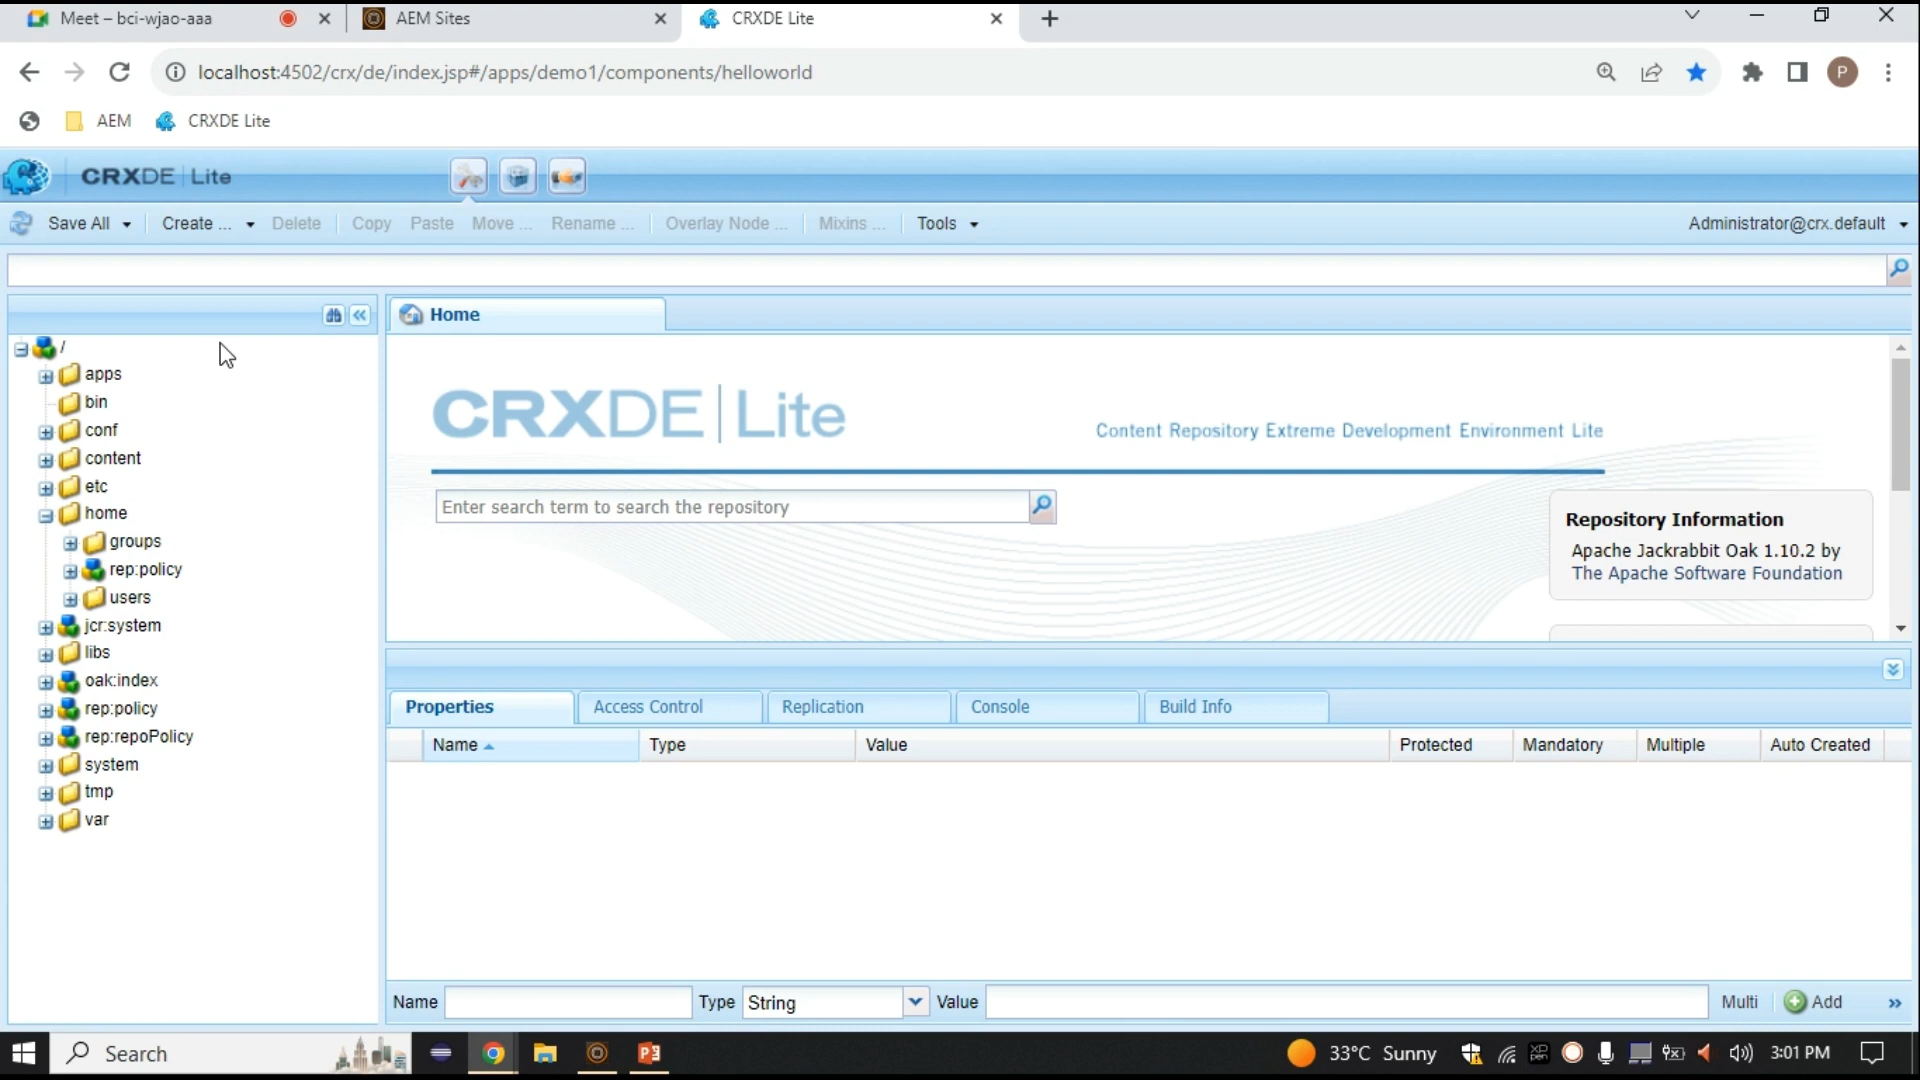 Meet – bci-wjao-aaa
AEM Sites
CRXDE Lite
localhost:4502/crx/de/index.jsp#/apps/demo1/components/helloworld
P
AEM
CRXDE Lite
CRXDE | Lite
Save All
Create ...
Delete
Copy
Paste
Move ...
Rename ...
Overlay Node ...
Mixins ...
Tools
Administrator@crx.default
/
apps
bin
conf
content
etc
home
groups
rep:policy
users
jcr:system
libs
oak:index
rep:policy
rep:repoPolicy
system
tmp
var
Home
CRXDE | Lite
Content Repository Extreme Development Environment Lite
Enter search term to search the repository
Repository Information
Apache Jackrabbit Oak 1.10.2 by
The Apache Software Foundation
Properties
Access Control
Replication
Console
Build Info
Name
Type
Value
Protected
Mandatory
Multiple
Auto Created
Name
Type
String
Value
Multi
Add
Search
33°C Sunny
3:01 PM